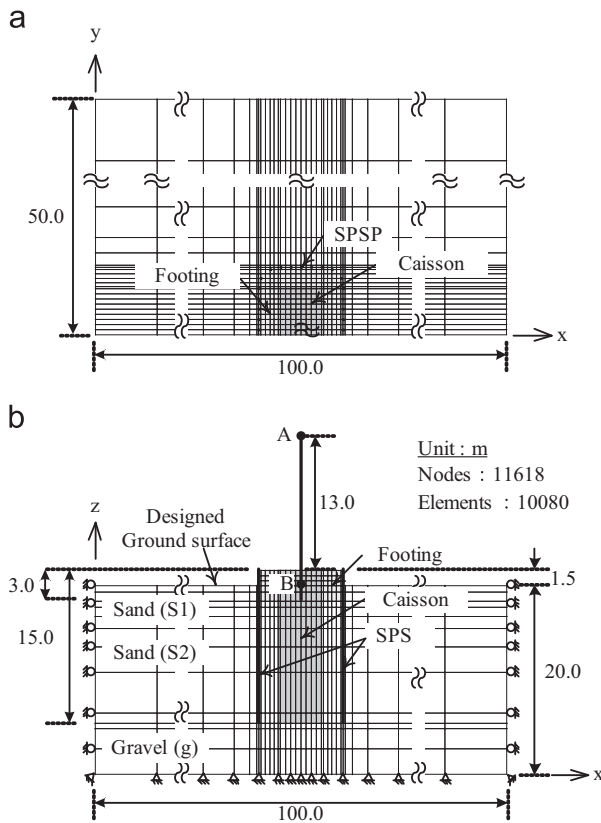 a
y
50.0
SPSP
Footing
Caisson
x
100.0
b
A
Unit : m
Nodes : 11618
Elements : 10080
z
13.0
Designed
Ground surface
Footing
3.0
B
1.5
Sand (S1)
Caisson
15.0
Sand (S2)
SPS
20.0
Gravel (g)
x
100.0